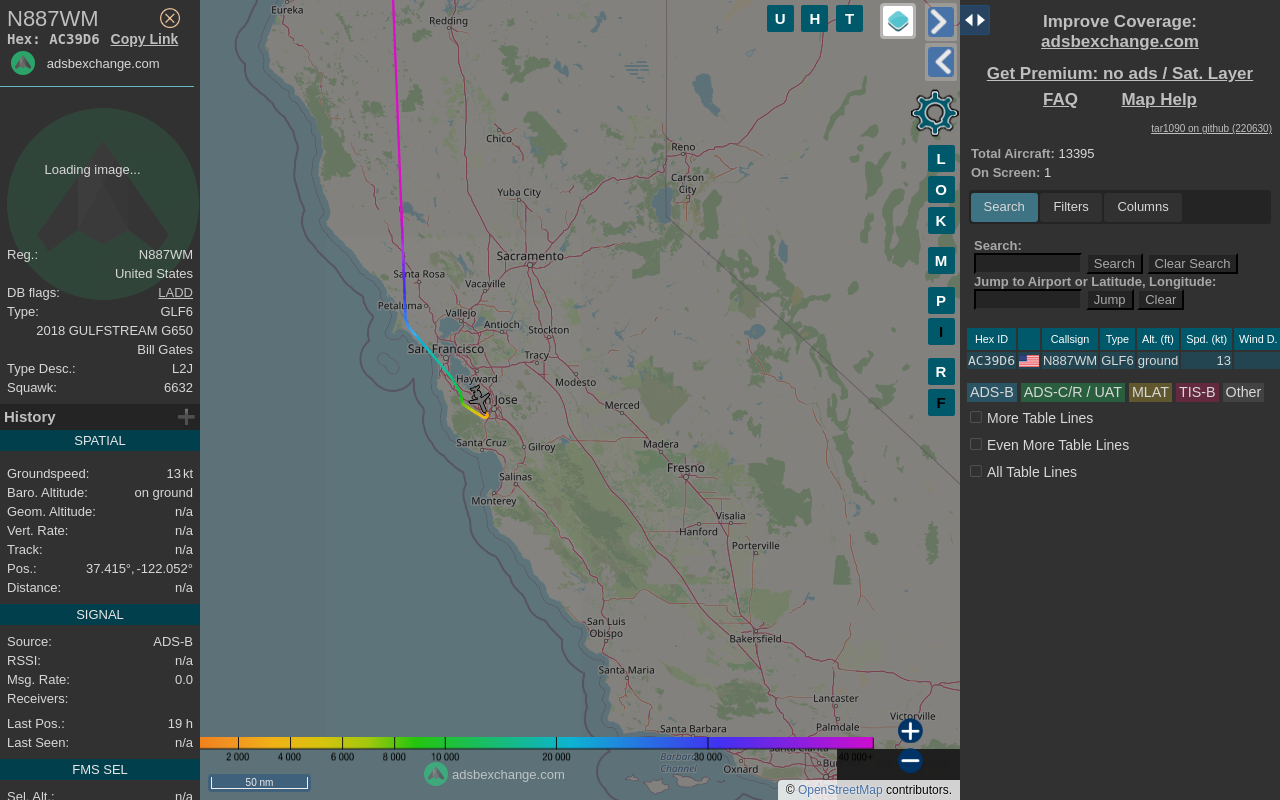 N887WM
Hex: AC39D6 Copy Link
adsbexchange.com
Loading image...
Reg.: N887WM
United States
DB flags: LADD
Type: GLF6
2018 GULFSTREAM G650
Bill Gates
Type Desc.: L2J
Squawk: 6632
History
SPATIAL
Groundspeed: 13 kt
Baro. Altitude: on ground
Geom. Altitude: n/a
Vert. Rate: n/a
Track: n/a
Pos.: 37.415°, -122.052°
Distance: n/a
SIGNAL
Source: ADS-B
RSSI: n/a
Msg. Rate: 0.0
Receivers:
Last Pos.: 19 h
Last Seen: n/a
FMS SEL
Sel. Alt.: n/a
Eureka
Redding
Chico
Reno
Carson
City
Yuba City
Sacramento
Santa Rosa
Vacaville
Petaluma
Vallejo
Antioch
Stockton
San Francisco
Tracy
Hayward
Modesto
Jose
Merced
Santa Cruz
Gilroy
Madera
Fresno
Salinas
Monterey
Visalia
Hanford
Porterville
San Luis
Obispo
Bakersfield
Santa Maria
Lancaster
Palmdale
Victorville
Santa Barbara
Santa Clarita
Barbara
Channel
Oxnard
Bu
2 000
4 000
6 000
8 000
10 000
20 000
30 000
40 000+
50 nm
adsbexchange.com
© OpenStreetMap contributors.
U H T
L
O
K
M
P
I
R
F
Improve Coverage:
adsbexchange.com
Get Premium: no ads / Sat. Layer
FAQ Map Help
tar1090 on github (220630)
Total Aircraft: 13395
On Screen: 1
Search Filters Columns
Search:
Search Clear Search
Jump to Airport or Latitude, Longitude:
Jump Clear
Hex ID Callsign Type Alt. (ft) Spd. (kt) Wind D.
AC39D6 N887WM GLF6 ground 13
ADS-B ADS-C/R / UAT MLAT TIS-B Other
More Table Lines
Even More Table Lines
All Table Lines